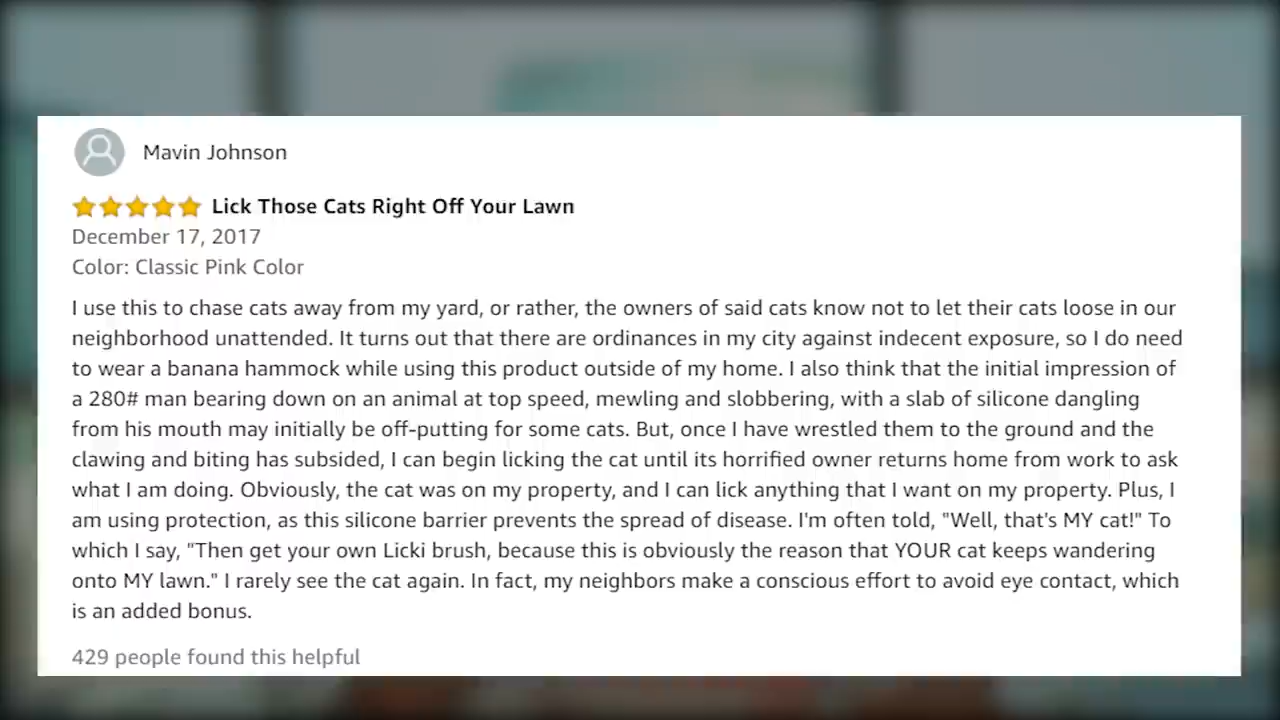 Mavin Johnson
Lick Those Cats Right Off Your Lawn
December 17, 2017
Color: Classic Pink Color
I use this to chase cats away from my yard, or rather, the owners of said cats know not to let their cats loose in our
neighborhood unattended. It turns out that there are ordinances in my city against indecent exposure, so I do need
to wear a banana hammock while using this product outside of my home. I also think that the initial impression of
a 280# man bearing down on an animal at top speed, mewling and slobbering, with a slab of silicone dangling
from his mouth may initially be off-putting for some cats. But, once I have wrestled them to the ground and the
clawing and biting has subsided, I can begin licking the cat until its horrified owner returns home from work to ask
what I am doing. Obviously, the cat was on my property, and I can lick anything that I want on my property. Plus, I
am using protection, as this silicone barrier prevents the spread of disease. I'm often told, "Well, that's MY cat!" To
which I say, "Then get your own Licki brush, because this is obviously the reason that YOUR cat keeps wandering
onto MY lawn." I rarely see the cat again. In fact, my neighbors make a conscious effort to avoid eye contact, which
is an added bonus.
429 people found this helpful